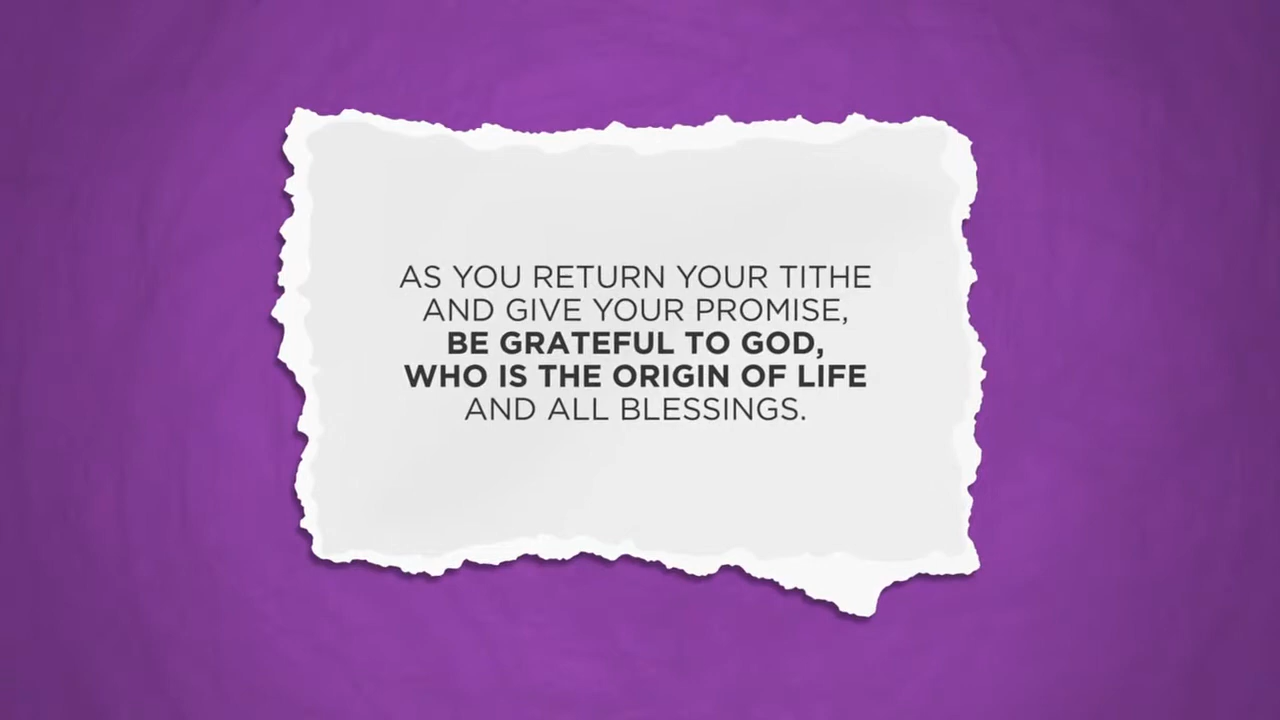 AS YOU RETURN YOUR TITHE
AND GIVE YOUR PROMISE,
BE GRATEFUL TO GOD,
WHO IS THE ORIGIN OF LIFE
AND ALL BLESSINGS.